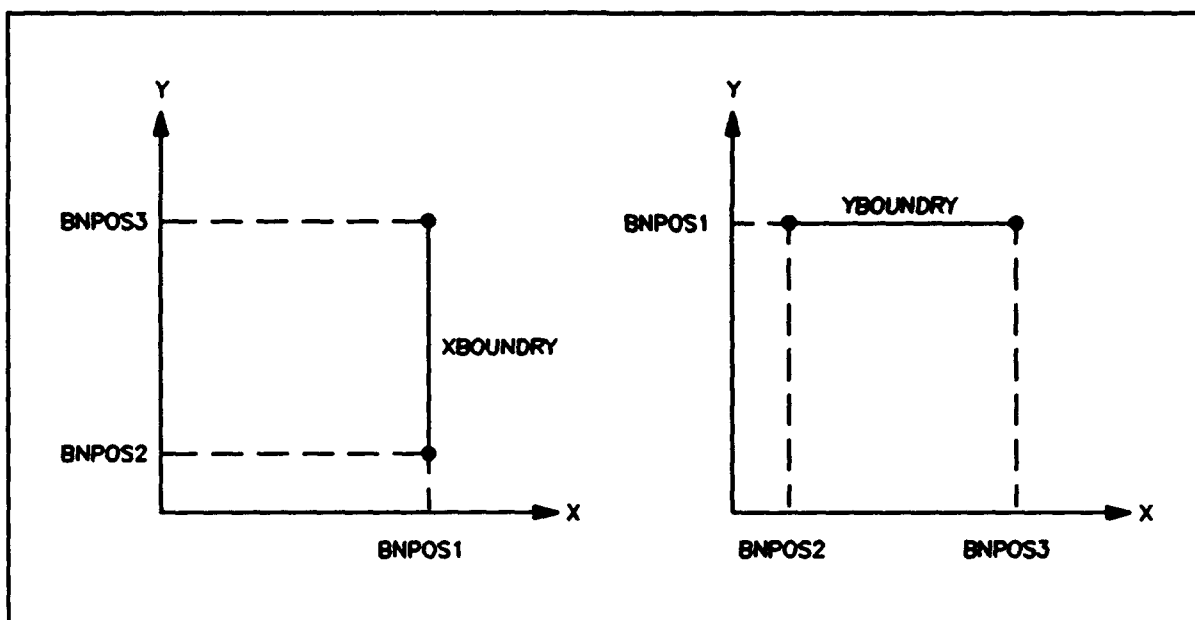 Y
BNPOS3
XBOUNDRY
BNPOS2
X
BNPOS1
Y
YBOUNDRY
BNPOS1
X
BNPOS2
BNPOS3